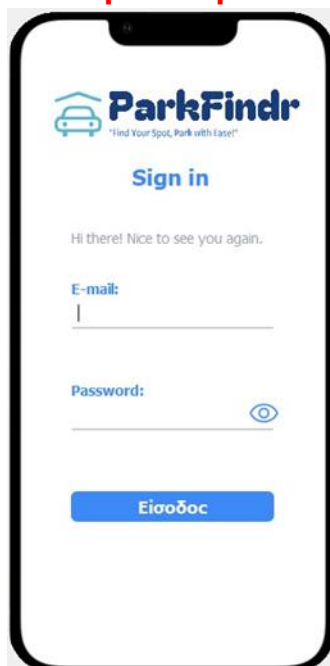 ParkFindr
"Find Your Spot, Park with Ease!"
Sign in
Hi there! Nice to see you again.
E-mail:
Password:
Είσοδος